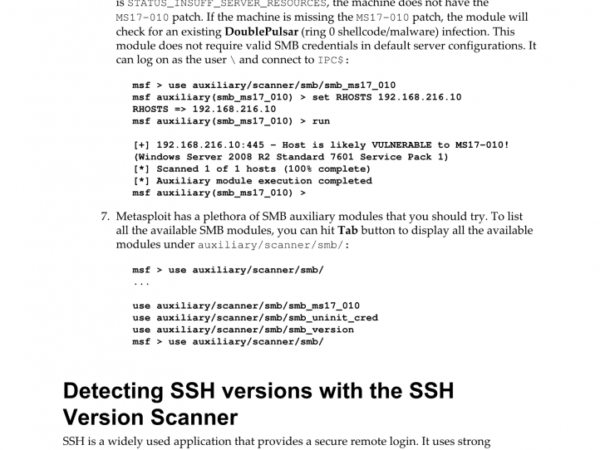 is STATUS_INSUFF_SERVER_RESOURCES, the machine does not have the
MS17-010 patch. If the machine is missing the MS17-010 patch, the module will
check for an existing DoublePulsar (ring 0 shellcode/malware) infection. This
module does not require valid SMB credentials in default server configurations. It
can log on as the user \ and connect to IPC$:
msf > use auxiliary/scanner/smb/smb_ms17_010
msf auxiliary(smb_ms17_010) > set RHOSTS 192.168.216.10
RHOSTS => 192.168.216.10
msf auxiliary(smb_ms17_010) > run
[+] 192.168.216.10:445 - Host is likely VULNERABLE to MS17-010!
(Windows Server 2008 R2 Standard 7601 Service Pack 1)
[*] Scanned 1 of 1 hosts (100% complete)
[*] Auxiliary module execution completed
msf auxiliary(smb_ms17_010) >
7. Metasploit has a plethora of SMB auxiliary modules that you should try. To list
all the available SMB modules, you can hit Tab button to display all the available
modules under auxiliary/scanner/smb/:
msf > use auxiliary/scanner/smb/
...
use auxiliary/scanner/smb/smb_ms17_010
use auxiliary/scanner/smb/smb_uninit_cred
use auxiliary/scanner/smb/smb_version
msf > use auxiliary/scanner/smb/
Detecting SSH versions with the SSH
Version Scanner
SSH is a widely used application that provides a secure remote login. It uses strong